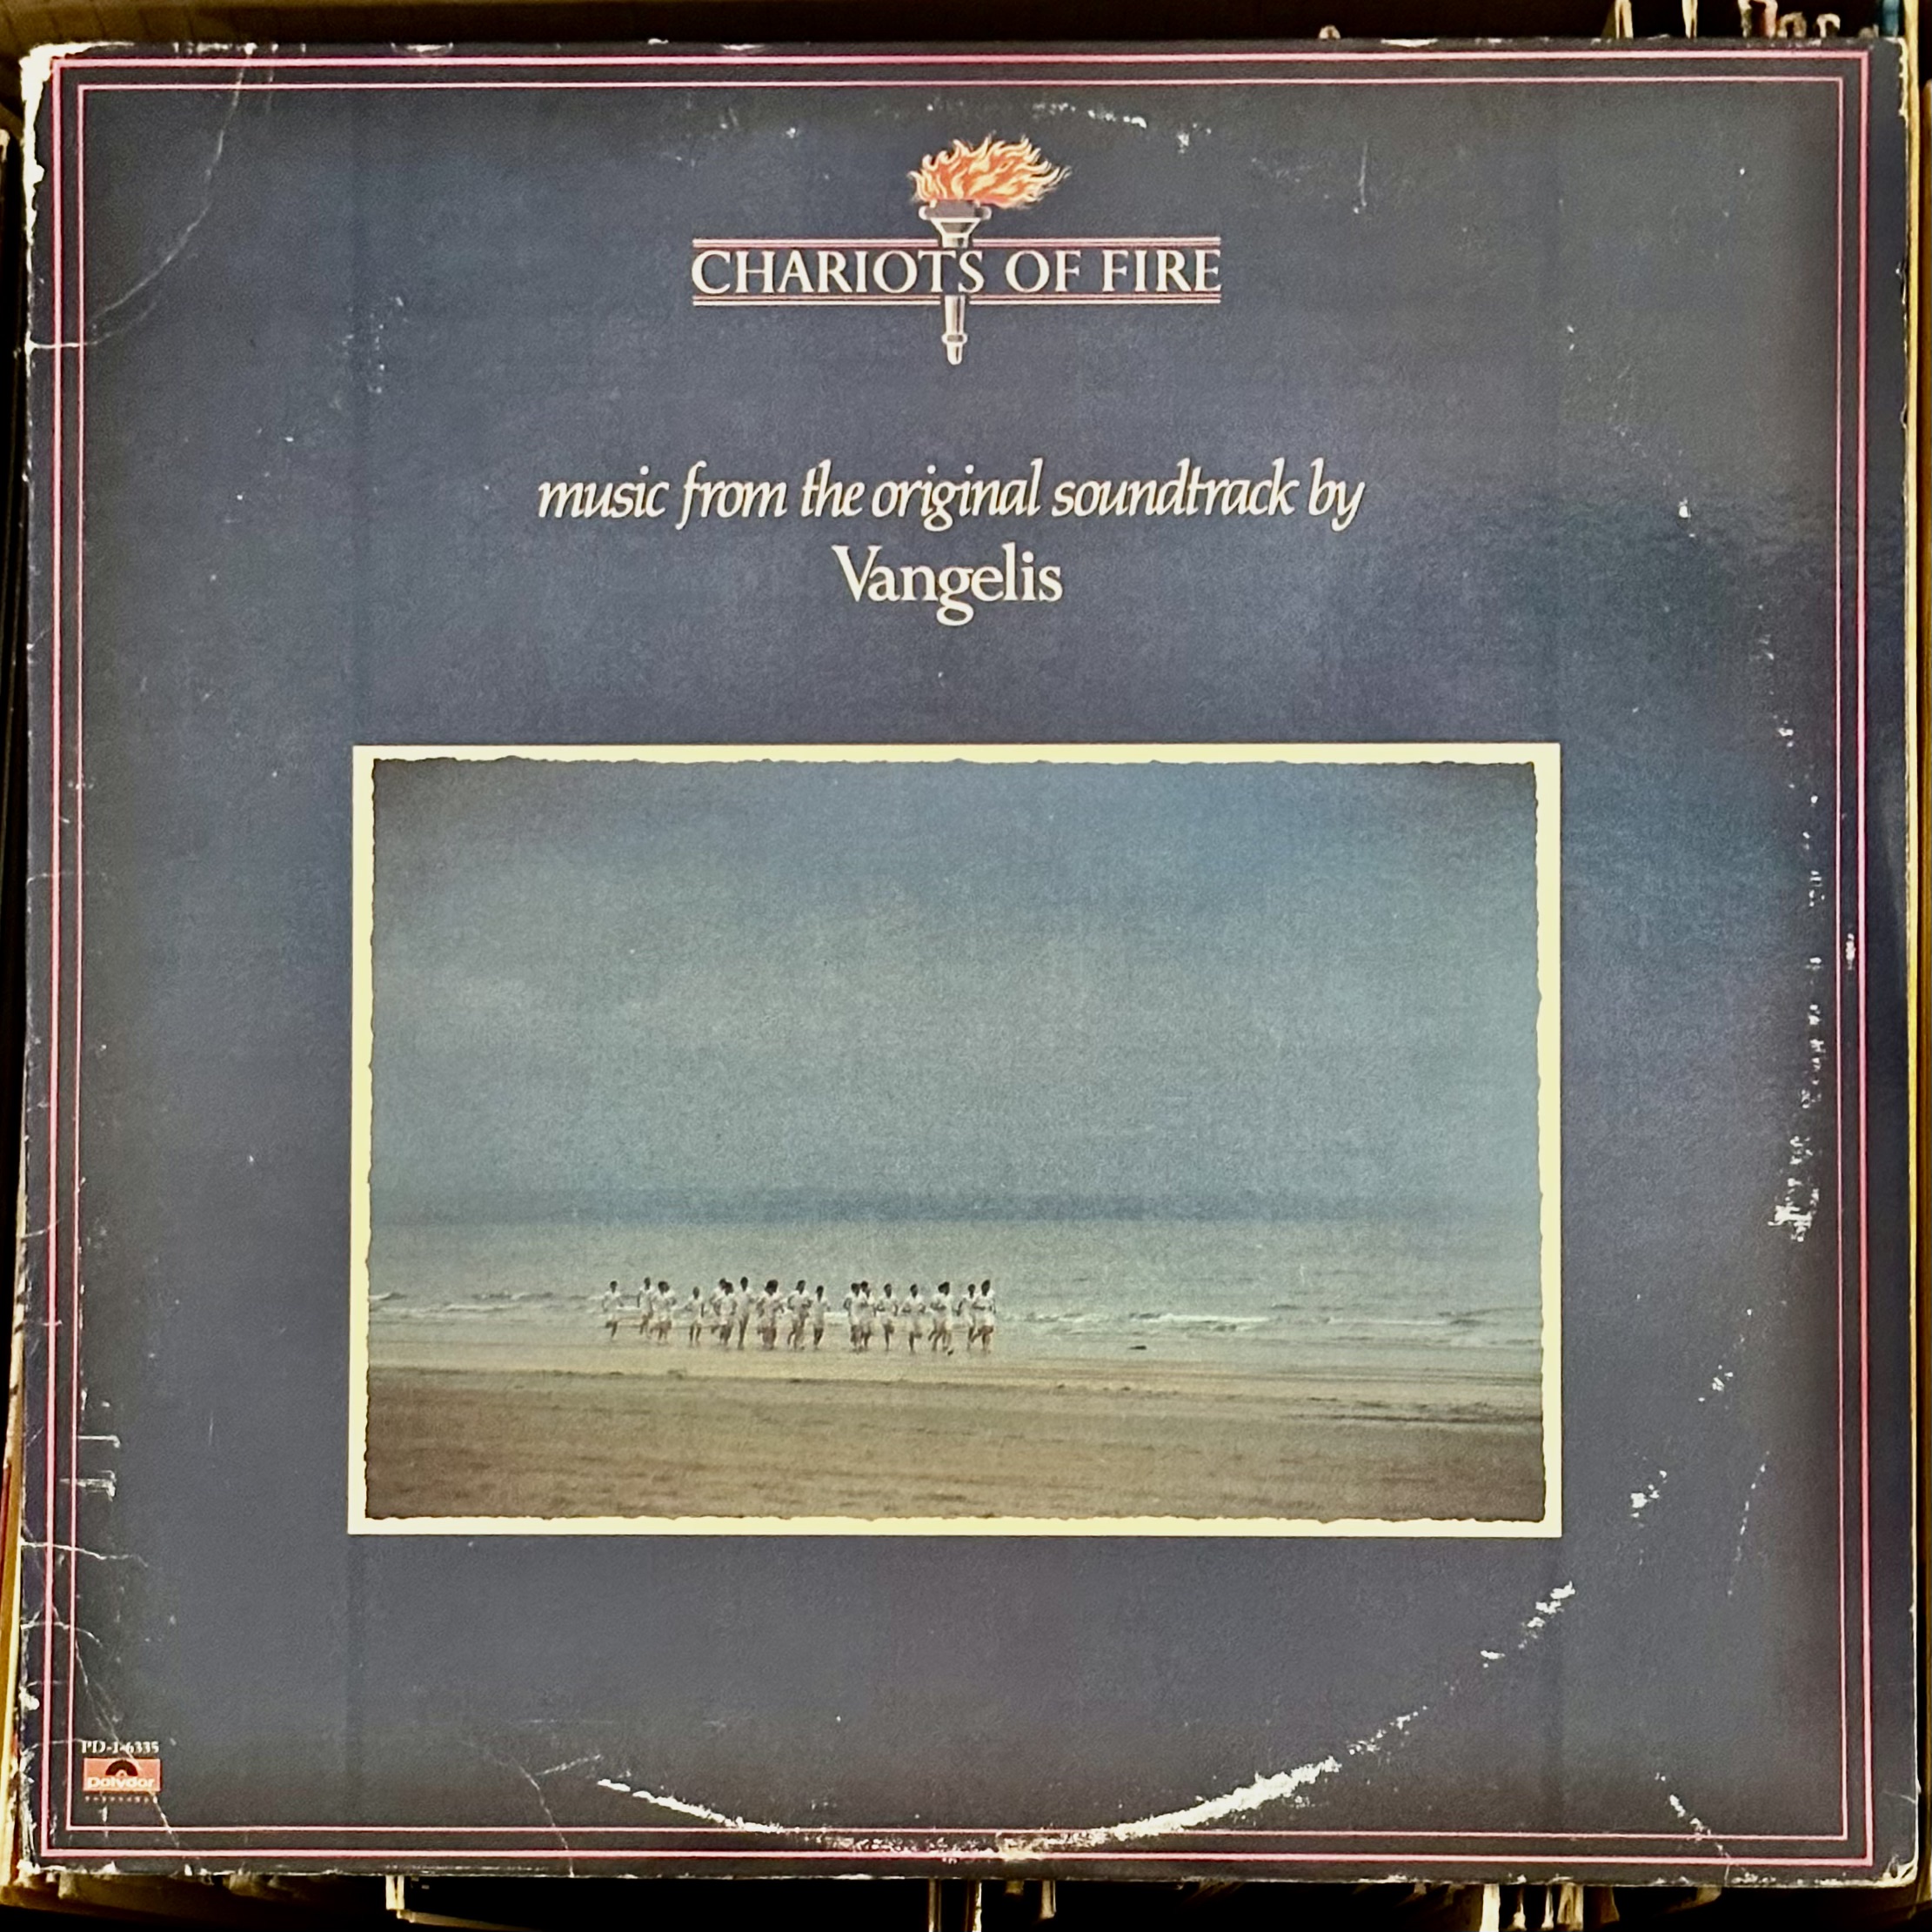 CHARIOTS OF FIRE
music from the original soundtrack by
Vangelis
PD-1-6335
Polydor